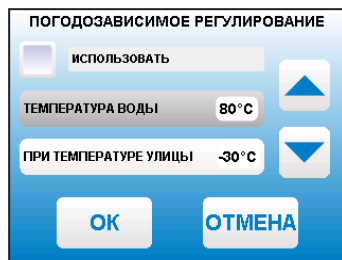 ПОГОДОЗАВИСИМОЕ РЕГУЛИРОВАНИЕ
ИСПОЛЬЗОВАТЬ
ТЕМПЕРАТУРА ВОДЫ 80°C
ПРИ ТЕМПЕРАТУРЕ УЛИЦЫ -30°C
ОК ОТМЕНА